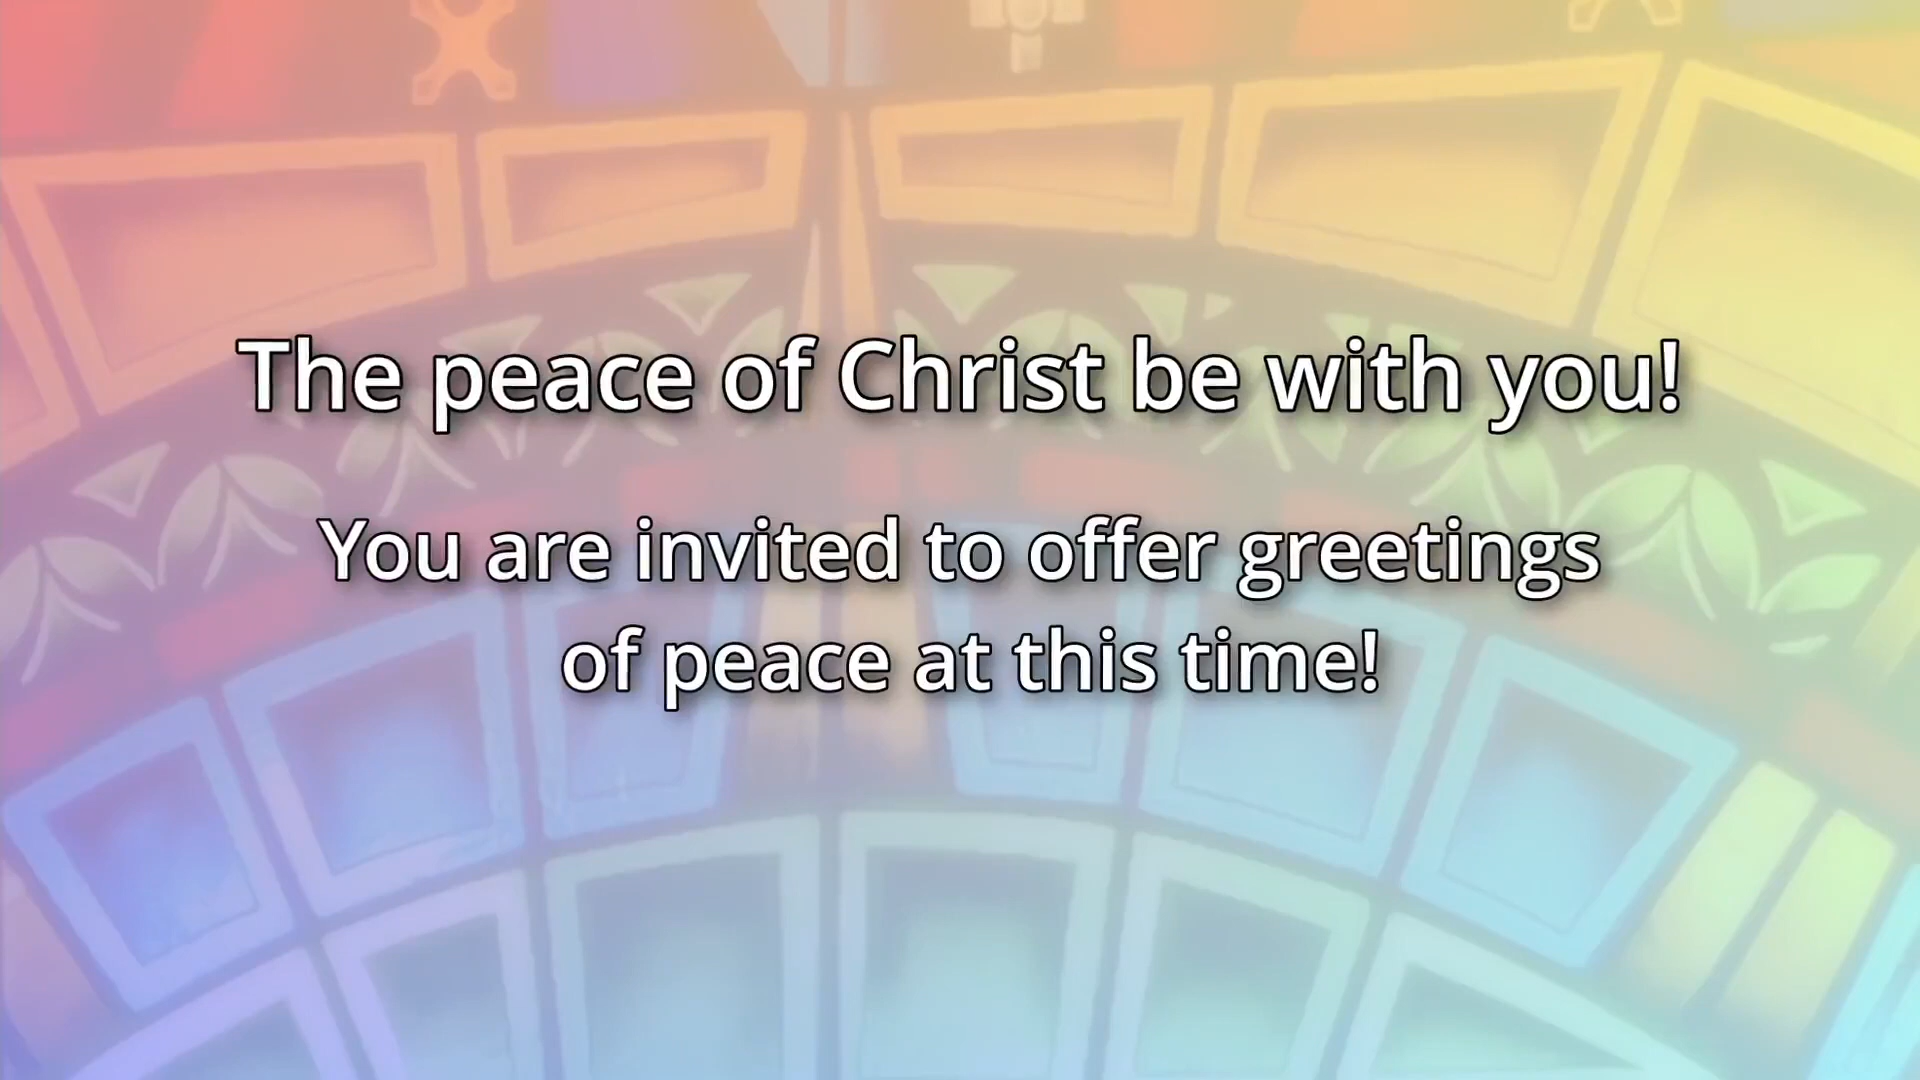 The peace of Christ be with you!
You are invited to offer greetings
of peace at this time!